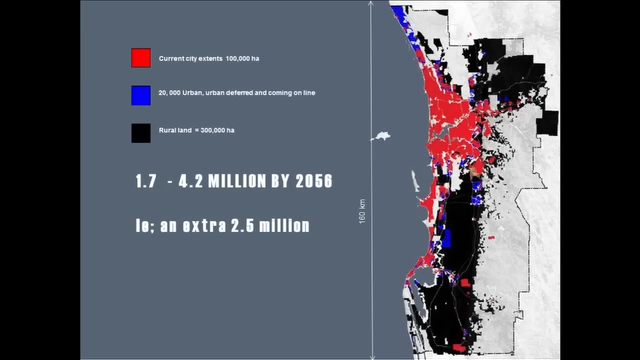 Current city extents 100,000 ha
20, 000 Urban, urban deferred and coming on line
Rural land = 300,000 ha
1.7 - 4.2 MILLION BY 2056
Ie; an extra 2.5 million
160 km